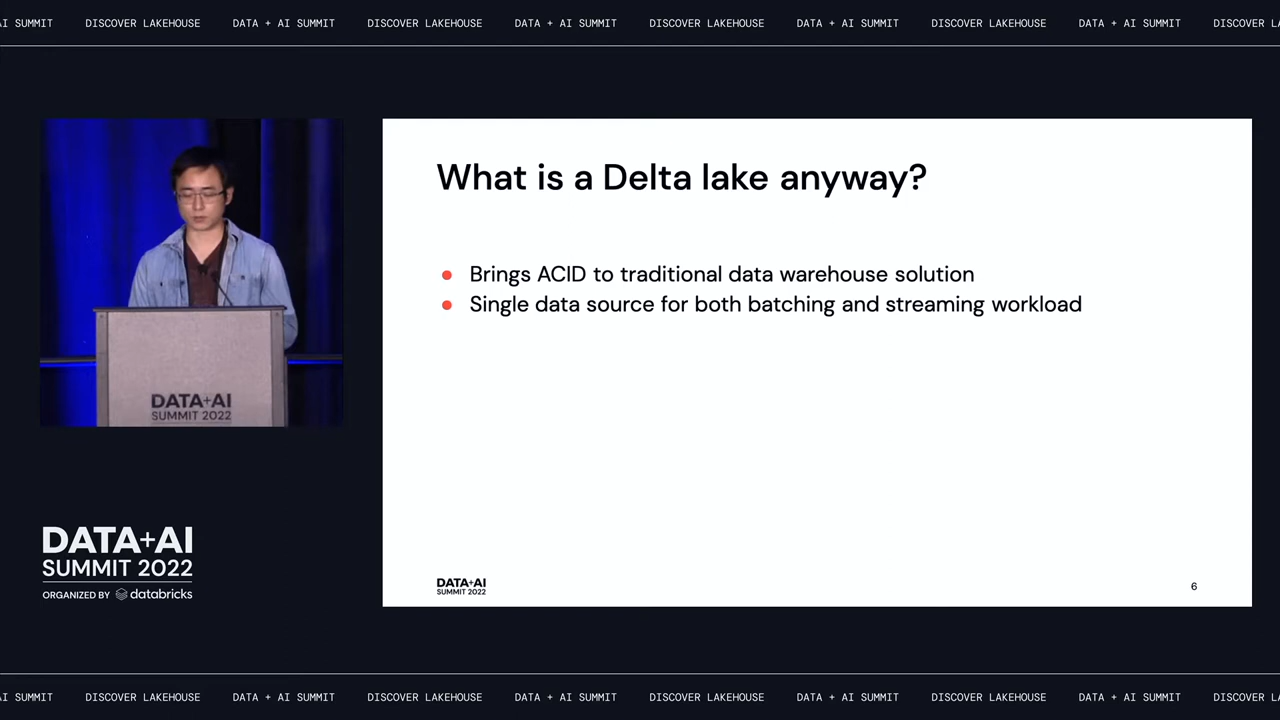 AI SUMMIT DISCOVER LAKEHOUSE DATA + AI SUMMIT DISCOVER LAKEHOUSE DATA + AI SUMMIT DISCOVER LAKEHOUSE DATA + AI SUMMIT DISCOVER LAKEHOUSE DATA + AI SUMMIT DISCOVER LA
What is a Delta lake anyway?
● Brings ACID to traditional data warehouse solution
● Single data source for both batching and streaming workload
DATA+AI
SUMMIT 2022
6
DATA+AI
SUMMIT 2022
DATA+AI
SUMMIT 2022
ORGANIZED BY databricks
AI SUMMIT DISCOVER LAKEHOUSE DATA + AI SUMMIT DISCOVER LAKEHOUSE DATA + AI SUMMIT DISCOVER LAKEHOUSE DATA + AI SUMMIT DISCOVER LAKEHOUSE DATA + AI SUMMIT DISCOVER LA